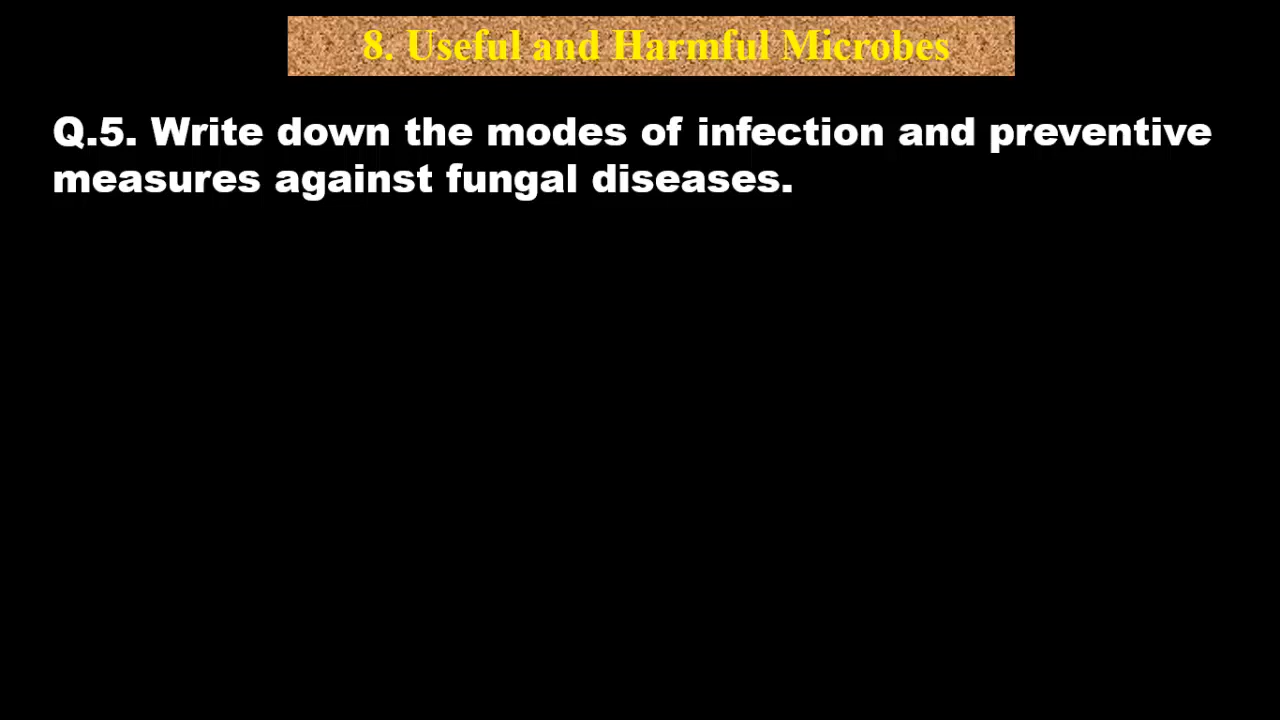 8. Useful and Harmful Microbes
Q.5. Write down the modes of infection and preventive
measures against fungal diseases.